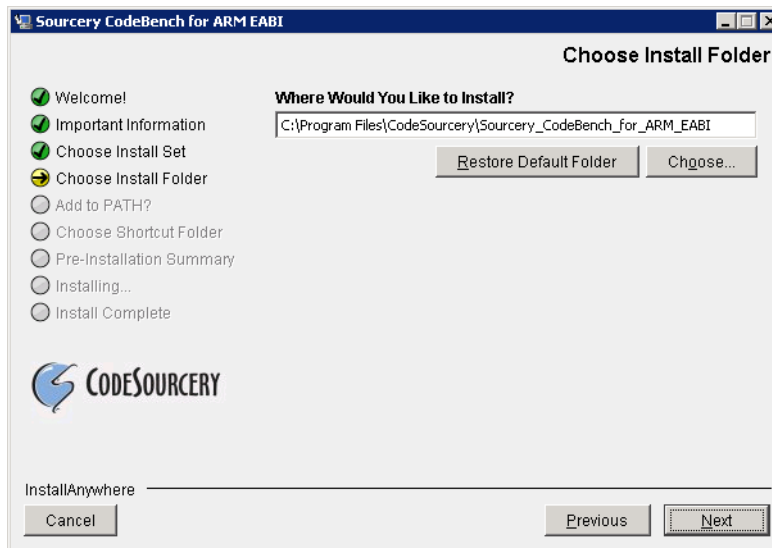 Sourcery CodeBench for ARM EABI
Choose Install Folder
Welcome!
Important Information
Choose Install Set
Choose Install Folder
Add to PATH?
Choose Shortcut Folder
Pre-Installation Summary
Installing...
Install Complete
Where Would You Like to Install?
C:\Program Files\CodeSourcery\Sourcery_CodeBench_for_ARM_EABI
Restore Default Folder
Choose...
CODESOURCERY
InstallAnywhere
Cancel
Previous
Next